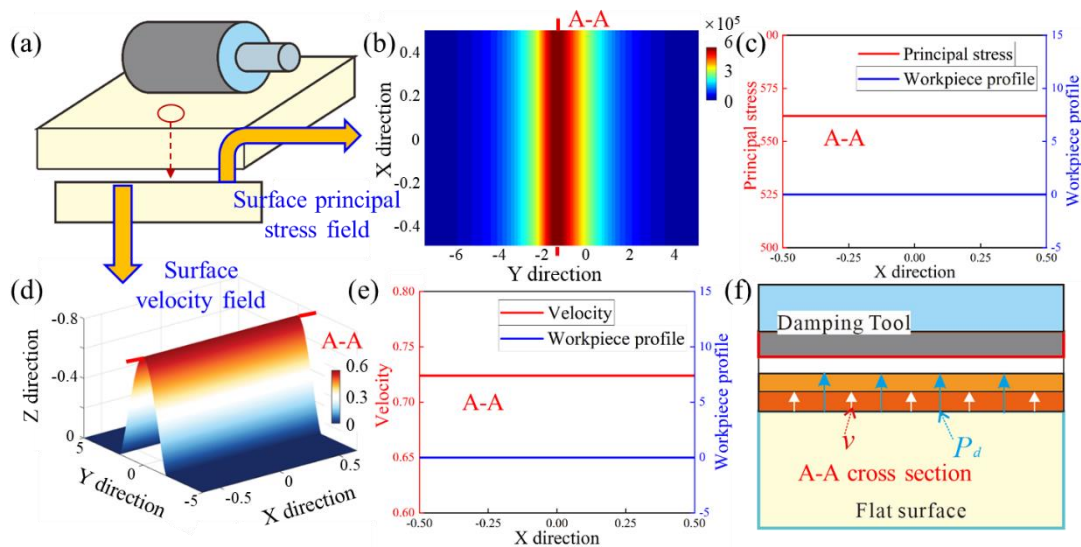 (a)
Surface principal
stress field
Surface
velocity field
(b)
A-A
×10⁵
6
3
0
0.4
0.2
0
-0.2
-0.4
X direction
-6
-4
-2
0
2
4
Y direction
(c)
Principal stress
Workpiece profile
A-A
Principal stress
00
575
560
525
500
Workpiece profile
15
10
5
0
-5
-0.50
-0.25
0.00
0.25
0.50
X direction
(d)
Z direction
-0.8
-0.4
0
A-A
0.6
0.3
0
5
0
-5
Y direction
-0.5
0
0.5
X direction
(e)
Velocity
Workpiece profile
A-A
Velocity
0.80
0.75
0.70
0.65
0.60
Workpiece profile
15
10
5
0
-5
-0.50
-0.25
0.00
0.25
0.50
X direction
(f)
Damping Tool
v
P_d
A-A cross section
Flat surface